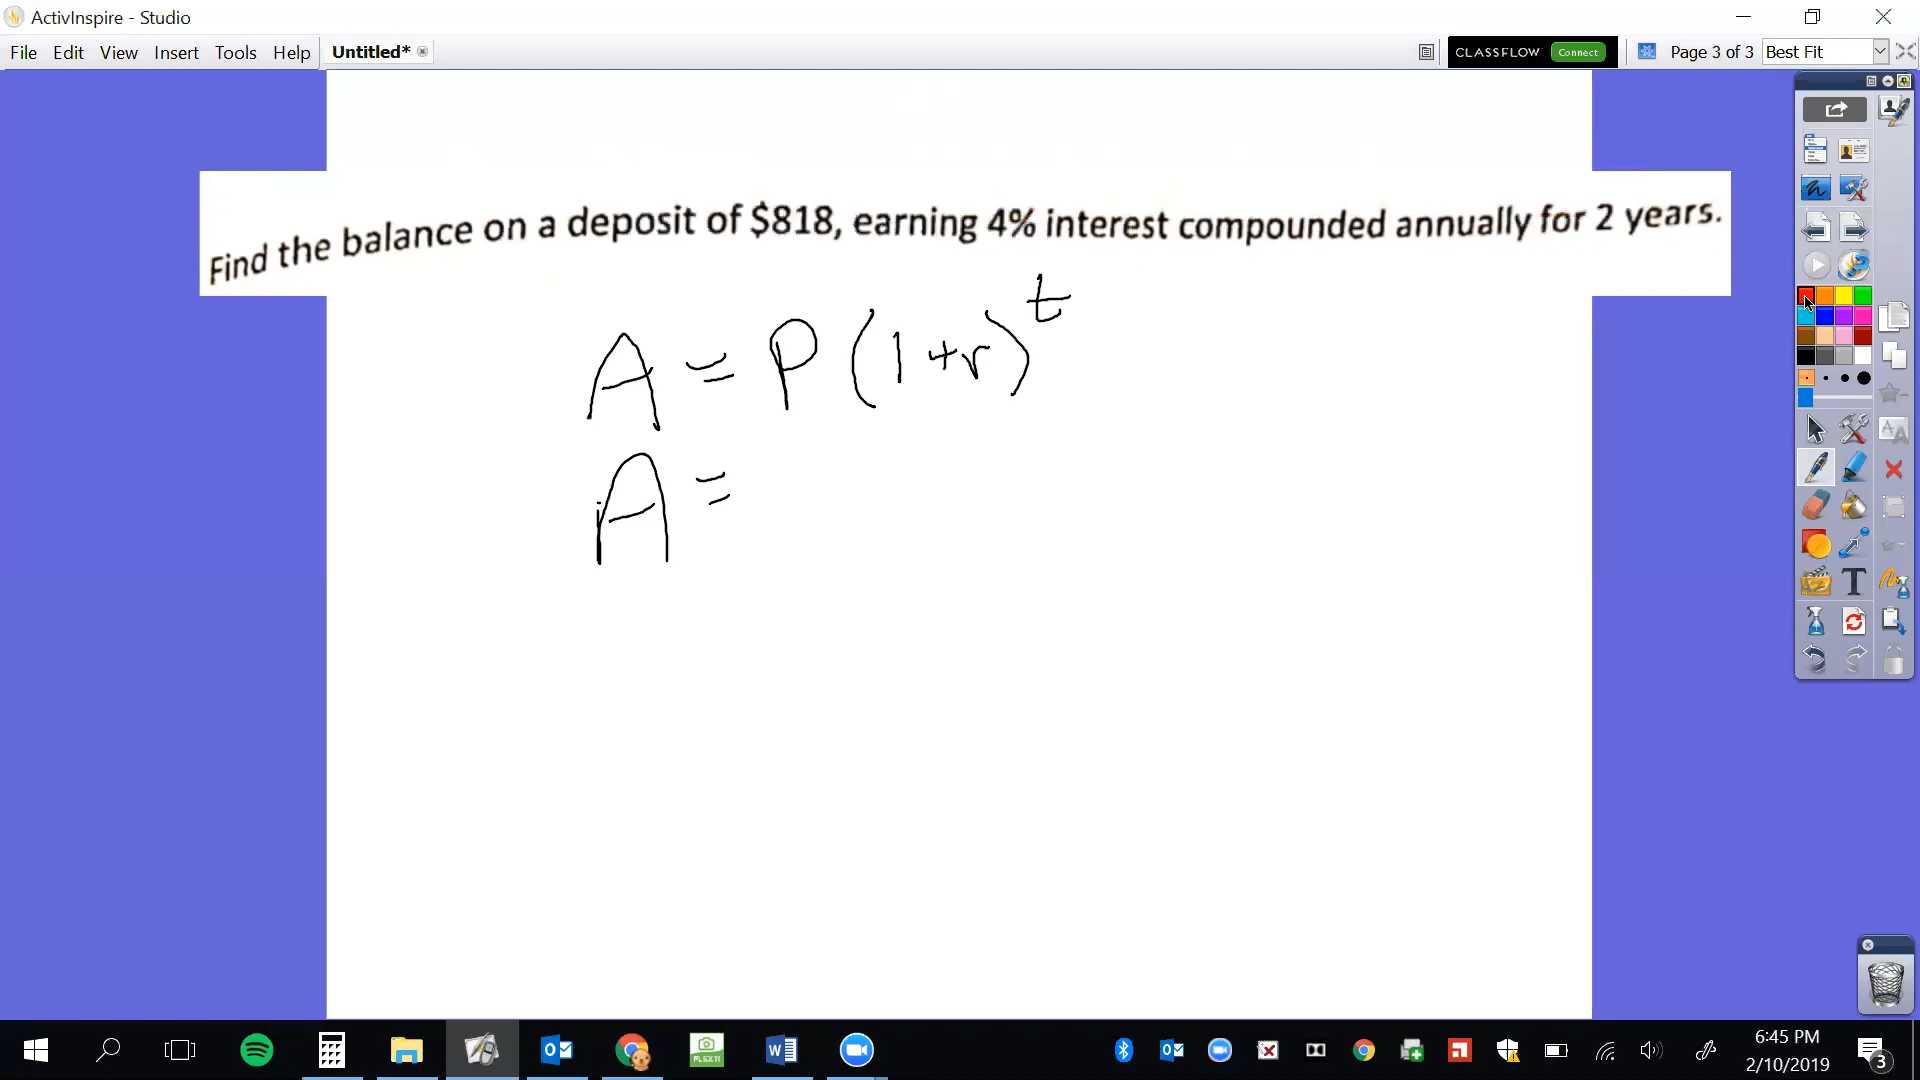 ActivInspire - Studio
File Edit View Insert Tools Help Untitled* CLASSFLOW Connect Page 3 of 3 Best Fit
Find the balance on a deposit of $818, earning 4% interest compounded annually for 2 years.
A = P (1+r)^t
A =
6:45 PM
2/10/2019
3